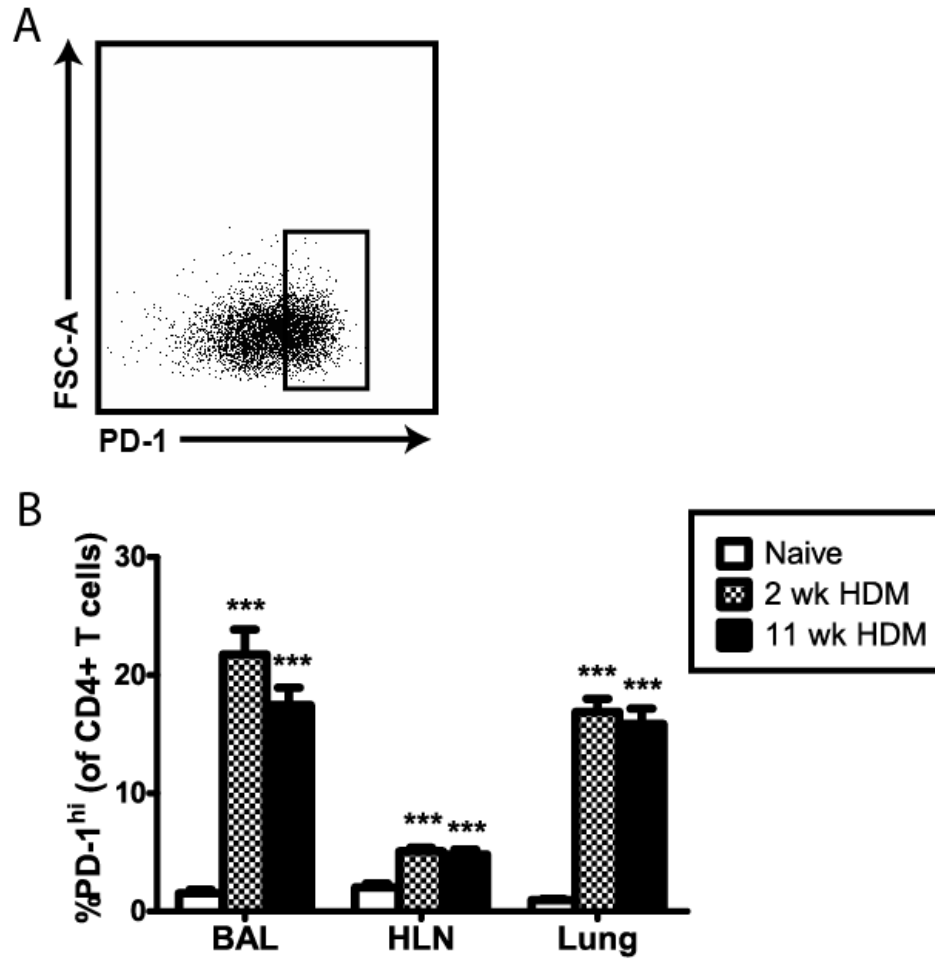 A
FSC-A
PD-1
B
%PD-1hi (of CD4+ T cells)
30
20
10
0
***
***
***
***
***
***
BAL
HLN
Lung
Naive
2 wk HDM
11 wk HDM